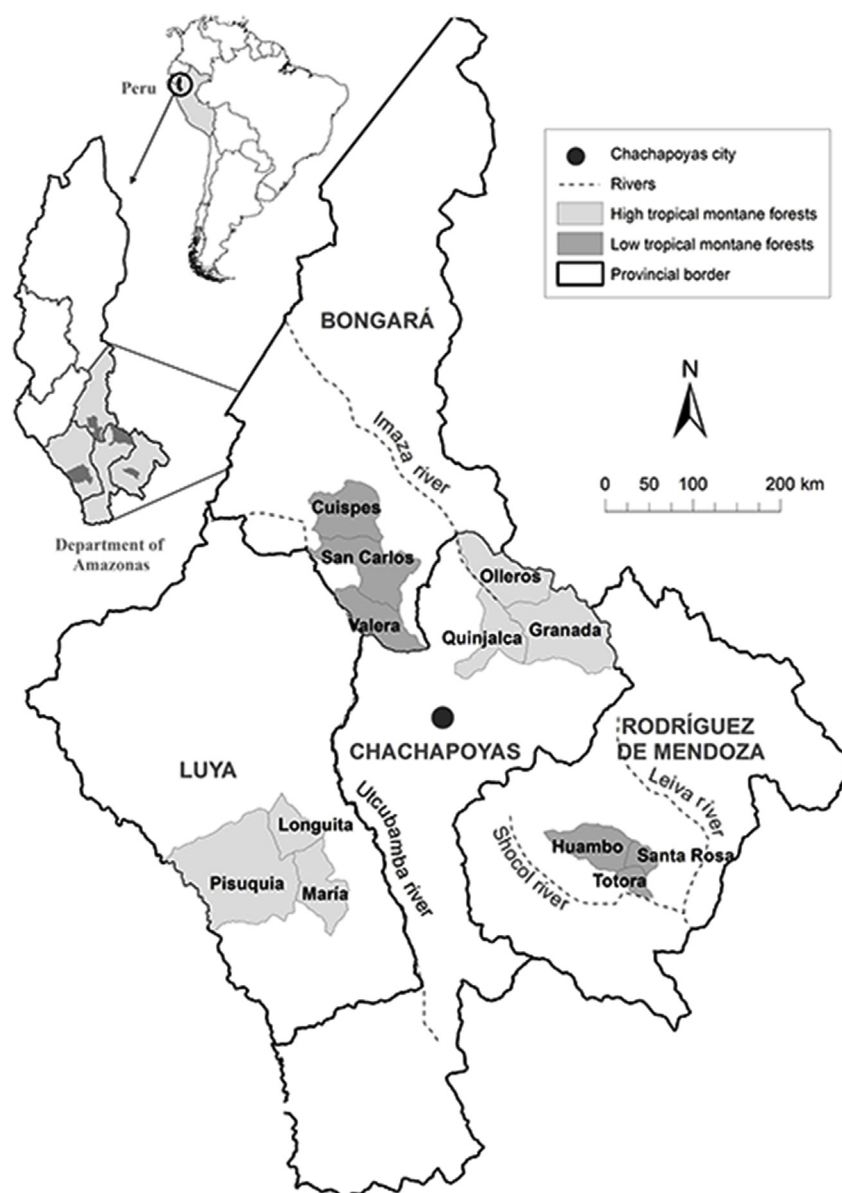 Peru
Chachapoyas city
Rivers
High tropical montane forests
Low tropical montane forests
Provincial border
BONGARÁ
N
Imaza river
0 50 100 200 km
Department of
Amazonas
Cuispes
San Carlos
Valera
Olleros
Quinjalca
Granada
CHACHAPOYAS
RODRÍGUEZ
DE MENDOZA
LUYA
Leiva river
Utcubamba river
Longuita
Pisuquia
María
Huambo
Santa Rosa
Totora
Shocol river